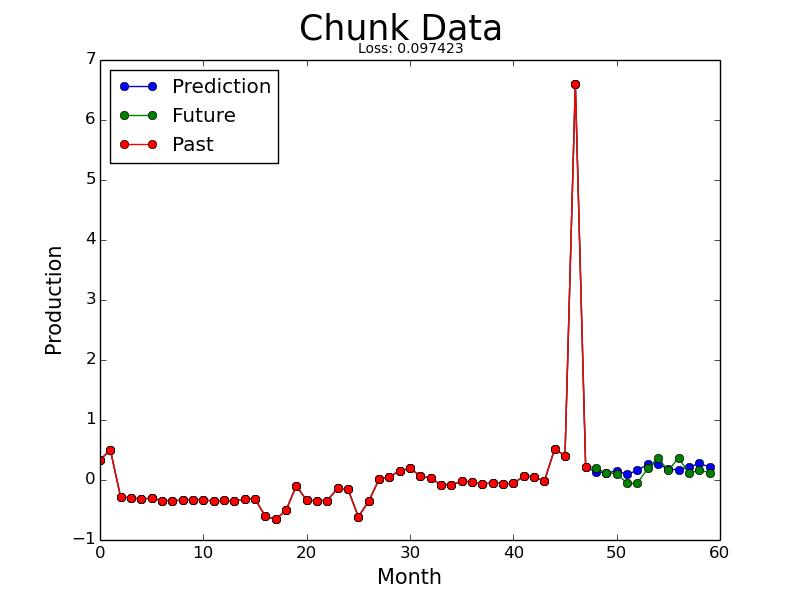 Chunk Data
Loss: 0.097423
Prediction
Future
Past
7
6
5
4
3
2
1
0
−1
Production
0 10 20 30 40 50 60
Month